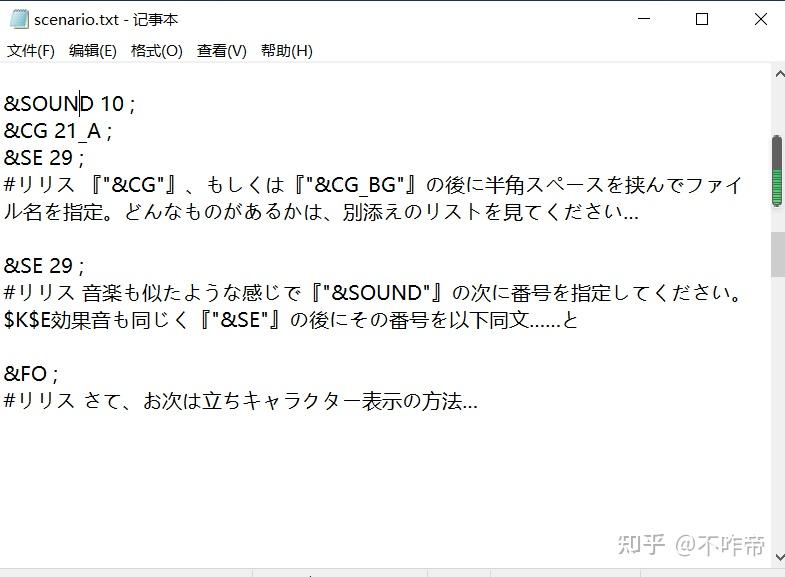 scenario.txt - 记事本
文件(F) 编辑(E) 格式(O) 查看(V) 帮助(H)
&SOUND 10 ;
&CG 21_A ;
&SE 29 ;
#リリス 『"&CG"』、もしくは『"&CG_BG"』の後に半角スペースを挟んでファイ
ル名を指定。どんなものがあるかは、別添えのリストを見てください...
&SE 29 ;
#リリス 音楽も似たような感じで『"&SOUND"』の次に番号を指定してください。
$K$E効果音も同じく『"&SE"』の後にその番号を以下同文......と
&FO ;
#リリス さて、お次は立ちキャラクター表示の方法...
知乎 @不咋帝